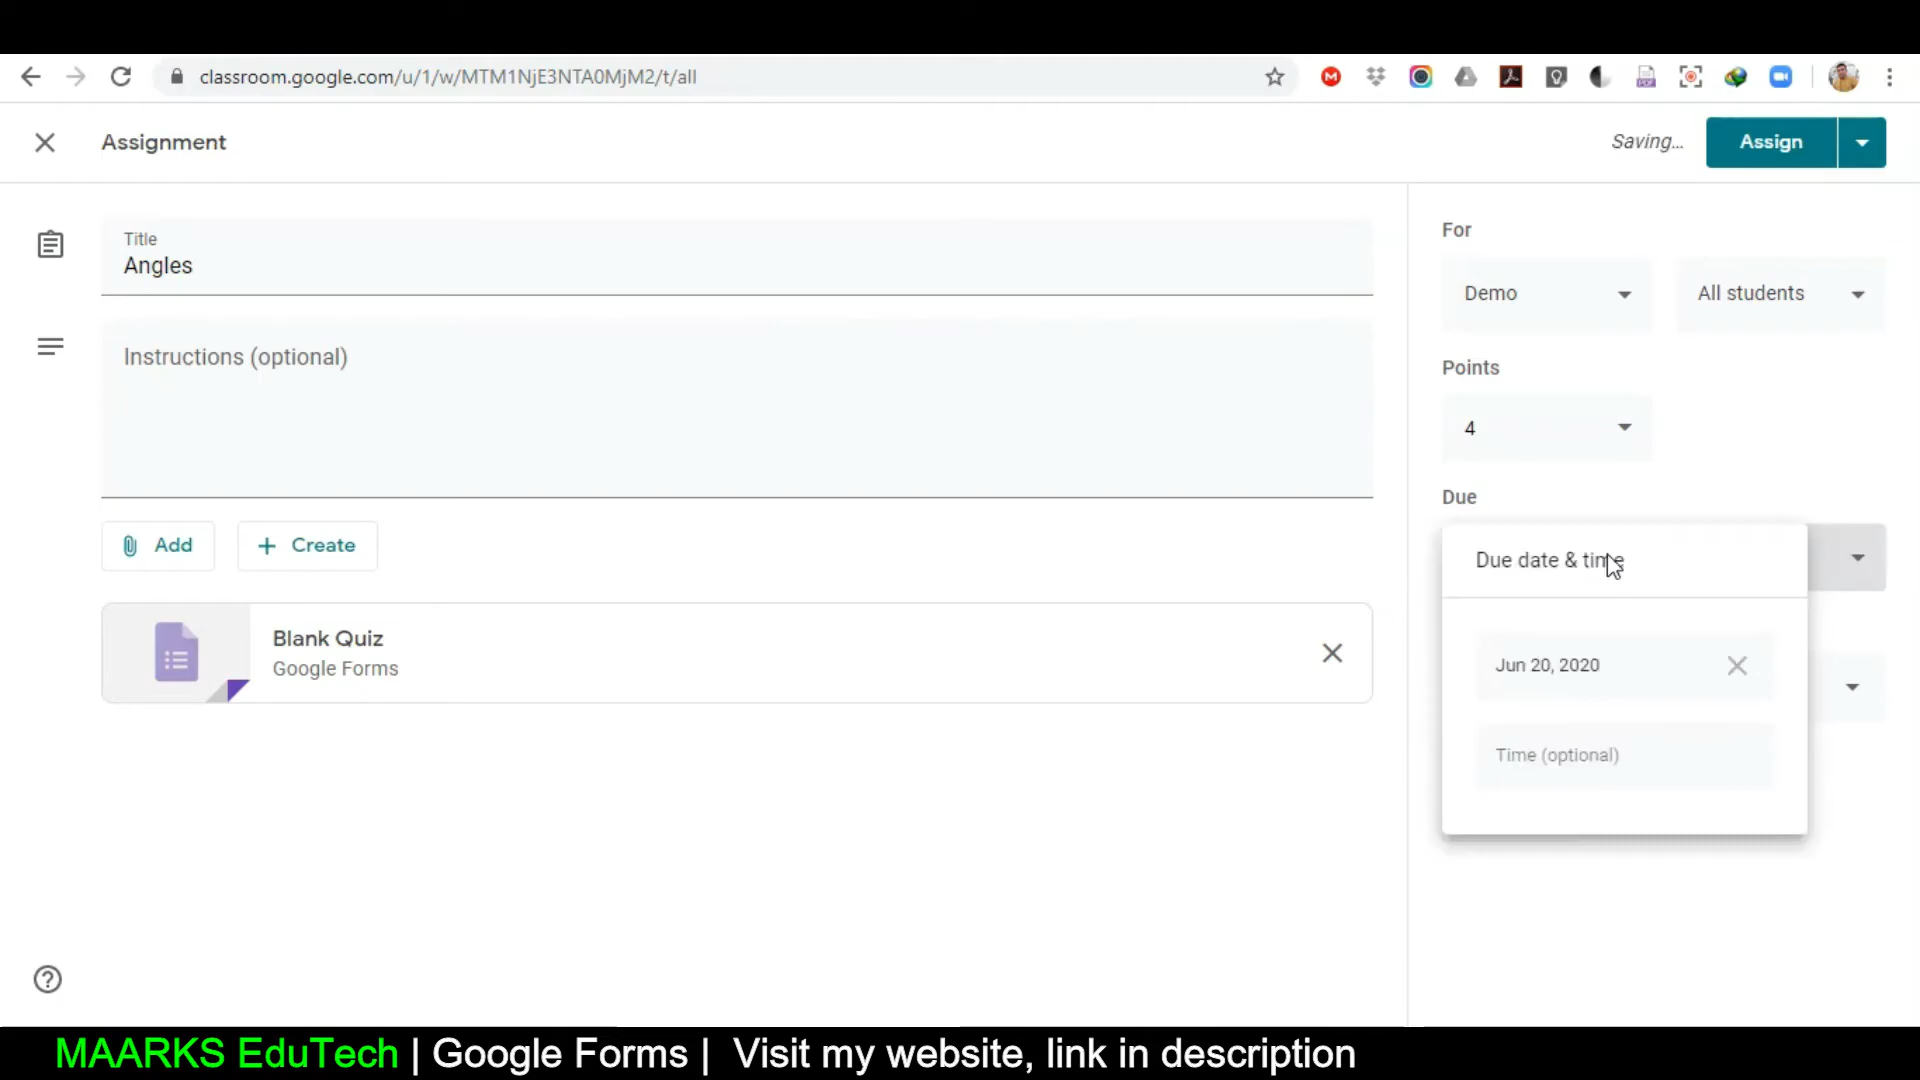 classroom.google.com/u/1/w/MTM1NjE3NTA0MjM2/t/all
Assignment
Saving...
Assign
Title
Angles
Instructions (optional)
Add
Create
Blank Quiz
Google Forms
For
Demo
All students
Points
4
Due
Due date & time
Jun 20, 2020
Time (optional)
MAARKS EduTech | Google Forms | Visit my website, link in description